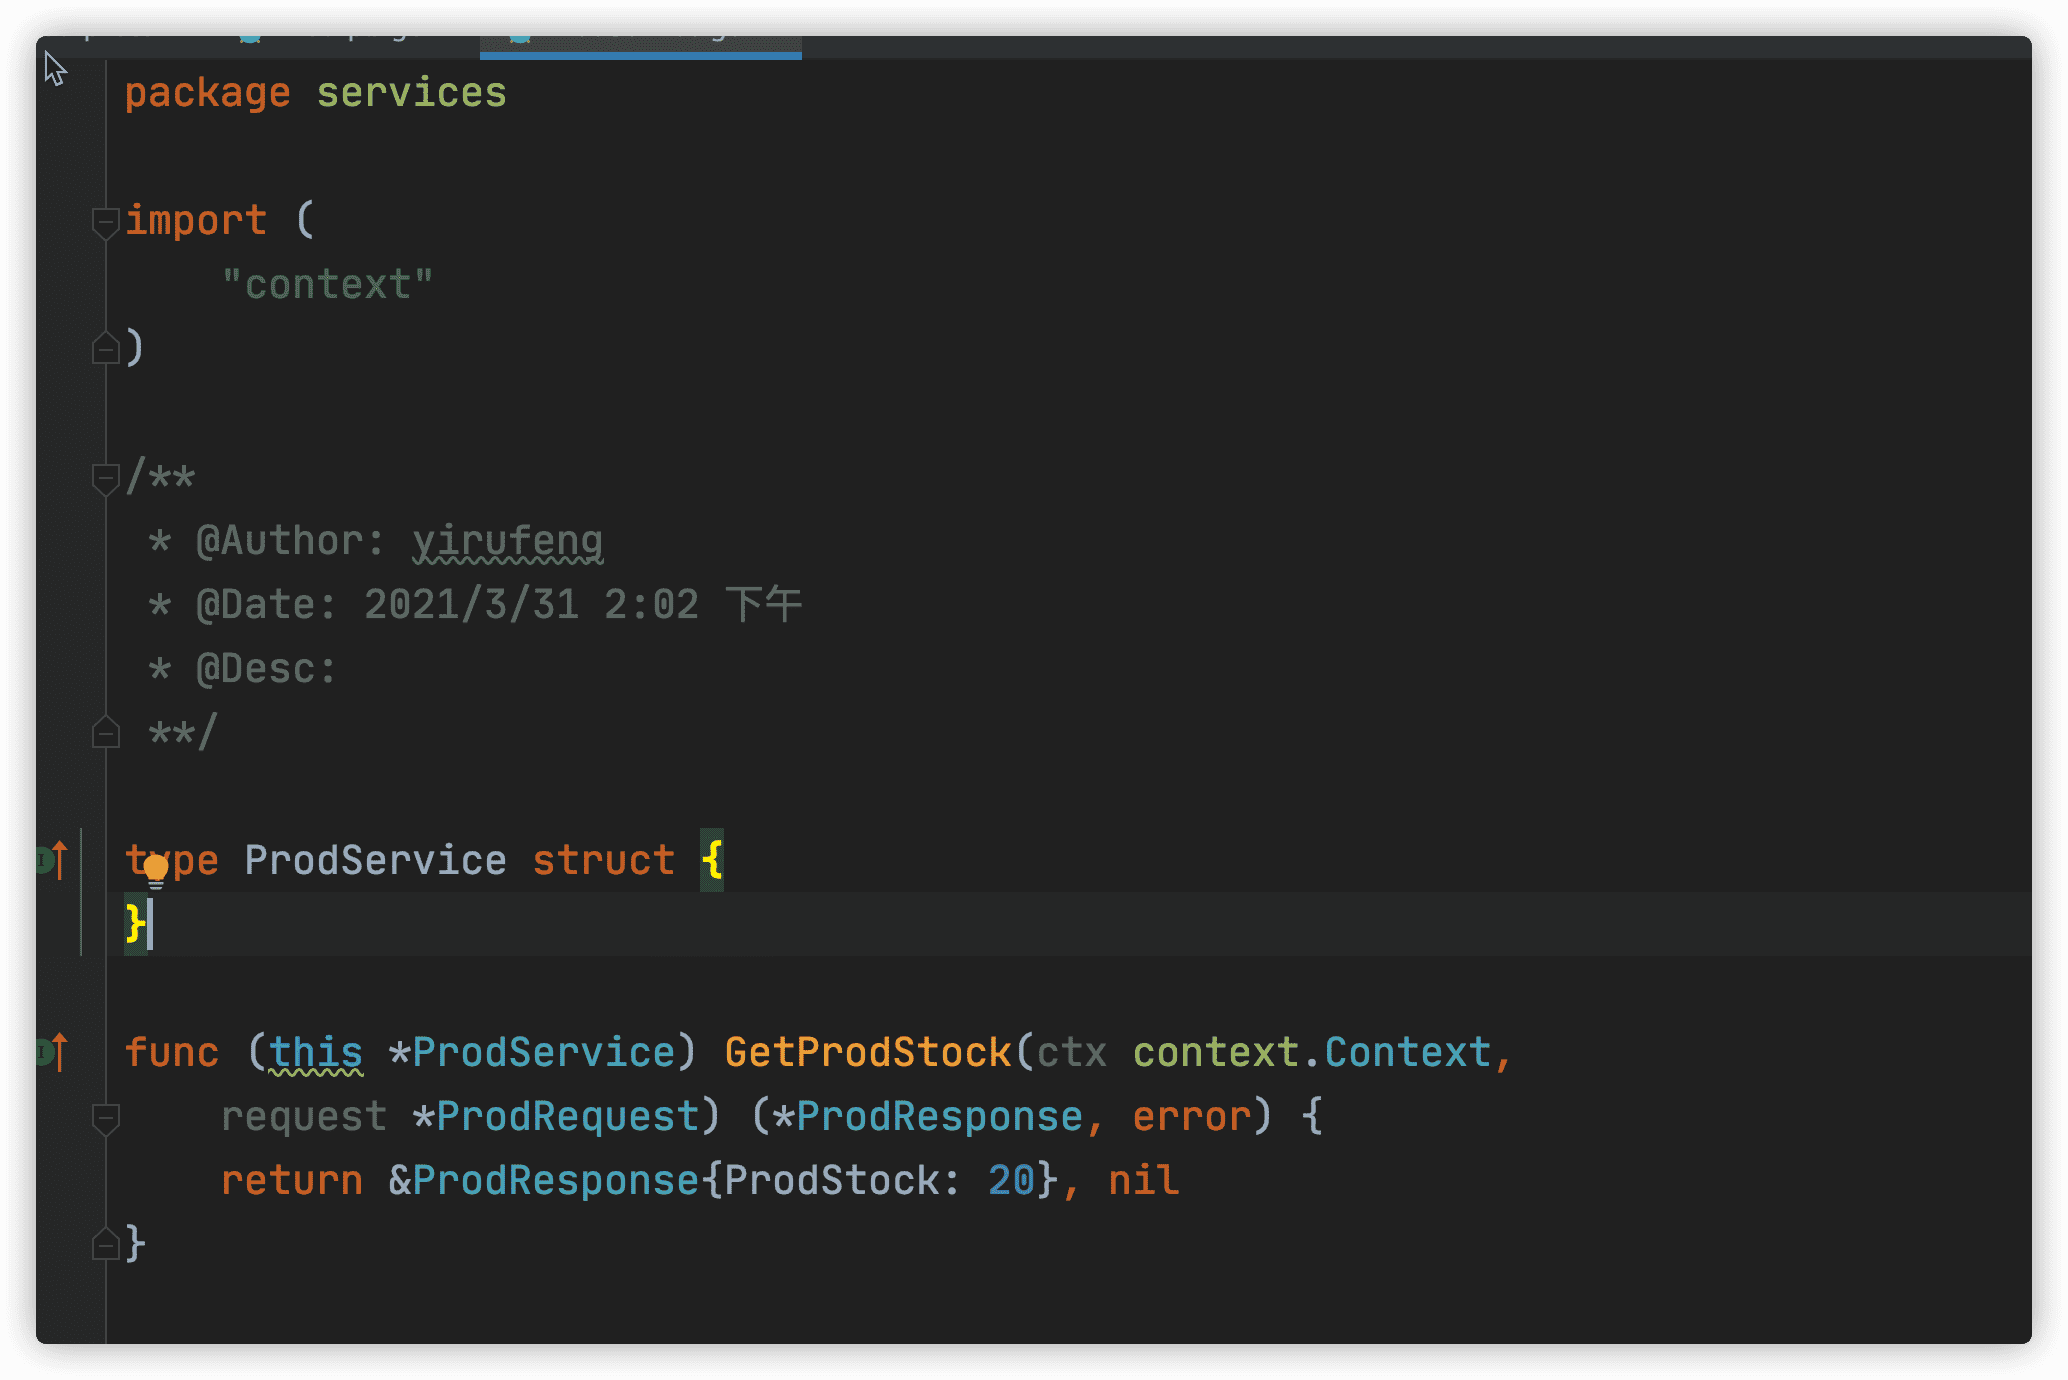 package services
import (
"context"
)
/**
* @Author: yirufeng
* @Date: 2021/3/31 2:02 下午
* @Desc:
**/
type ProdService struct {
}
func (this *ProdService) GetProdStock(ctx context.Context,
request *ProdRequest) (*ProdResponse, error) {
return &ProdResponse{ProdStock: 20}, nil
}